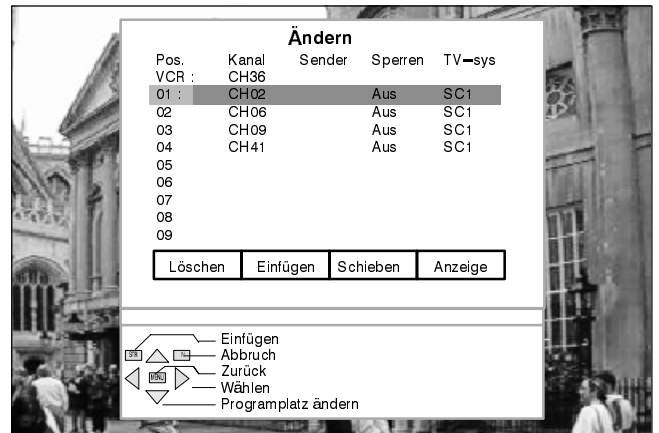 Ändern
Pos. Kanal Sender Sperren TV-sys
VCR : CH36
01 : CH02 Aus SC1
02 CH06 Aus SC1
03 CH09 Aus SC1
04 CH41 Aus SC1
05
06
07
08
09
Löschen Einfügen Schieben Anzeige
Einfügen
Abbruch
Zurück
MENU
Wählen
Programplatz ändern